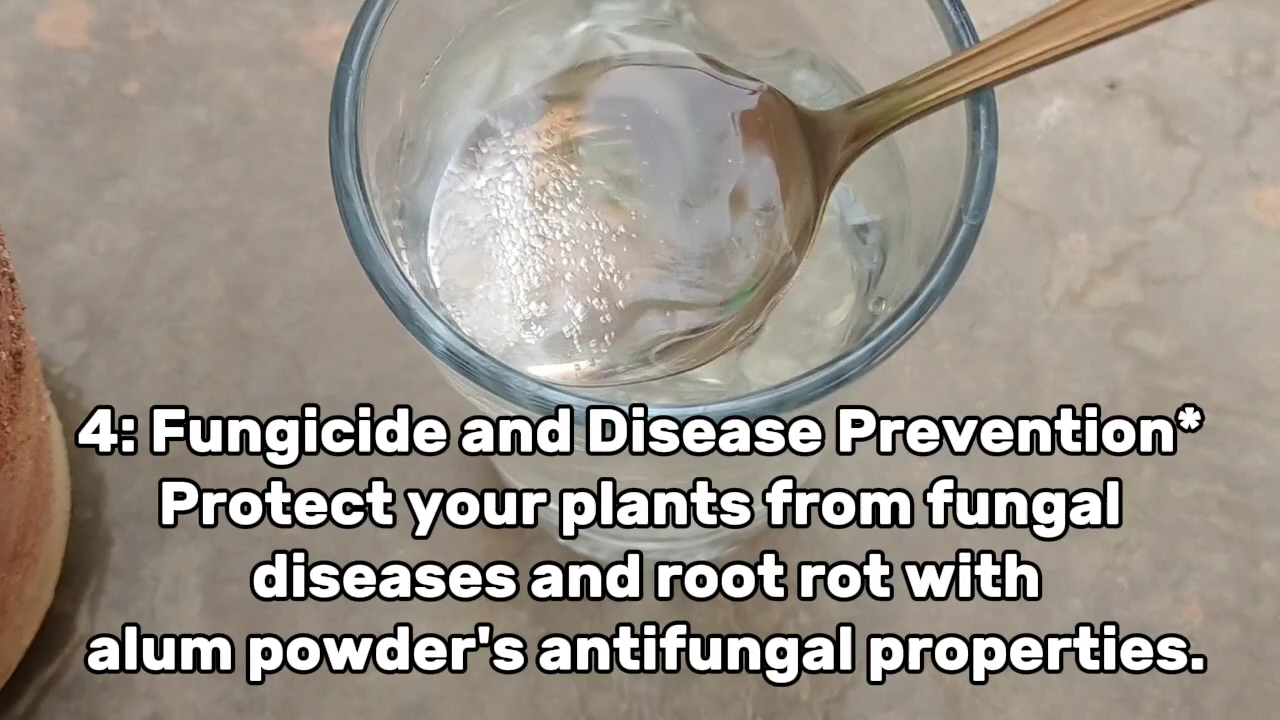 4: Fungicide and Disease Prevention*
Protect your plants from fungal
diseases and root rot with
alum powder's antifungal properties.